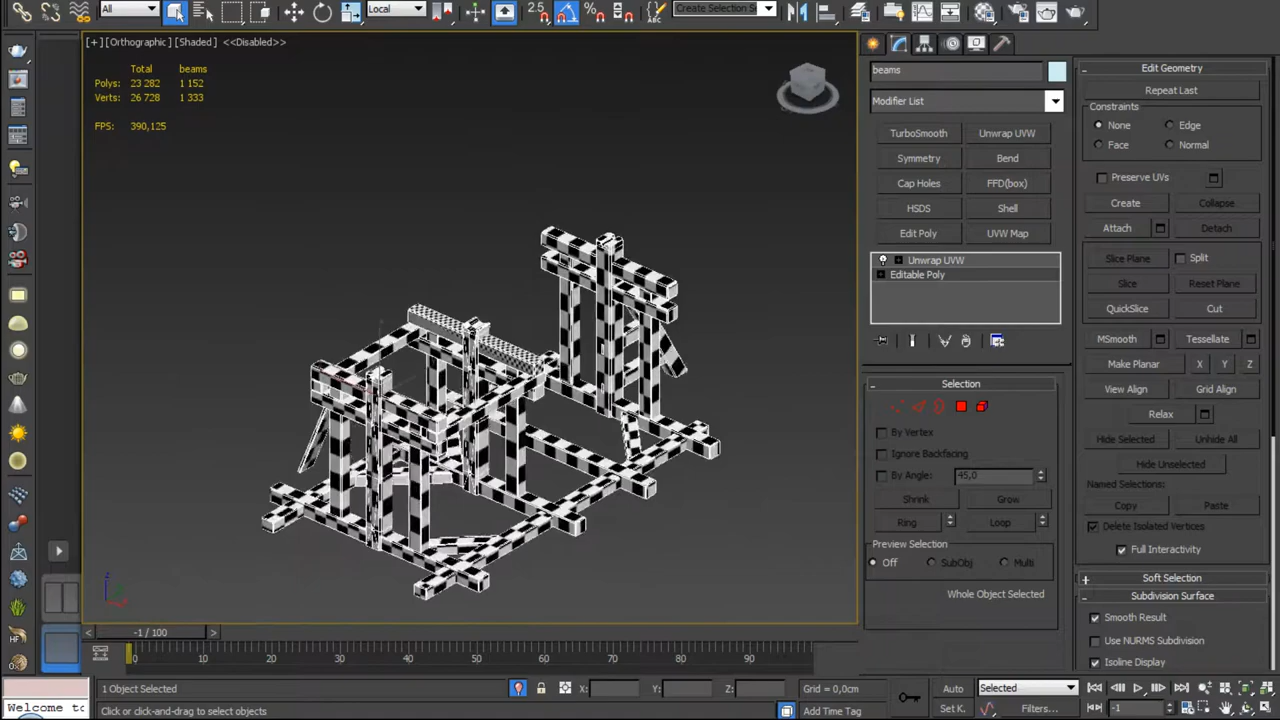 All
Local
2.5
Create Selection Se
[+] [Orthographic] [Shaded] <<Disabled>>
Total beams
Polys: 23 282 1 152
Verts: 26 728 1 333
FPS: 390,125
beams
Modifier List
TurboSmooth Unwrap UVW
Symmetry Bend
Cap Holes FFD(box)
HSDS Shell
Edit Poly UVW Map
Unwrap UVW
Editable Poly
Selection
By Vertex
Ignore Backfacing
By Angle: 45,0
Shrink Grow
Ring Loop
Preview Selection
Off SubObj Multi
Whole Object Selected
Edit Geometry
Repeat Last
Constraints
None Edge
Face Normal
Preserve UVs
Create Collapse
Attach Detach
Slice Plane Split
Slice Reset Plane
QuickSlice Cut
MSmooth Tessellate
Make Planar X Y Z
View Align Grid Align
Relax
Hide Selected Unhide All
Hide Unselected
Named Selections:
Copy Paste
Delete Isolated Vertices
Full Interactivity
Soft Selection
Subdivision Surface
Smooth Result
Use NURMS Subdivision
Isoline Display
HF
< -1 / 100 >
0 10 20 30 40 50 60 70 80 90
1 Object Selected X: Y: Z: Grid = 0,0cm Auto Selected
Welcome to Click or click-and-drag to select objects Add Time Tag Set K. Filters... -1